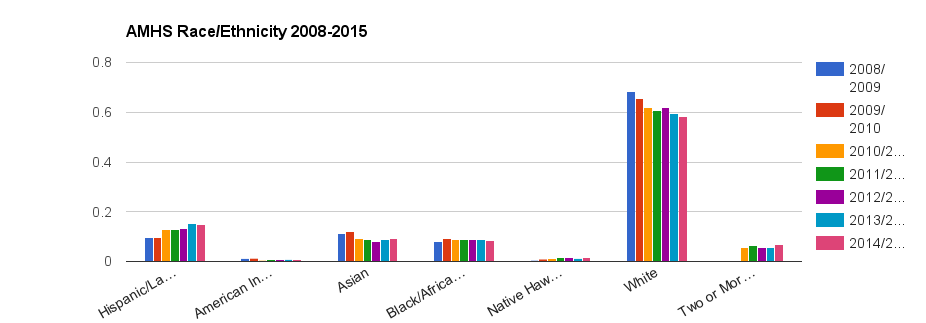 AMHS Race/Ethnicity 2008-2015
0.8
0.6
0.4
0.2
0
Hispanic/La...
American In...
Asian
Black/Africa...
Native Haw...
White
Two or Mor...
2008/
2009
2009/
2010
2010/2...
2011/2...
2012/2...
2013/2...
2014/2...